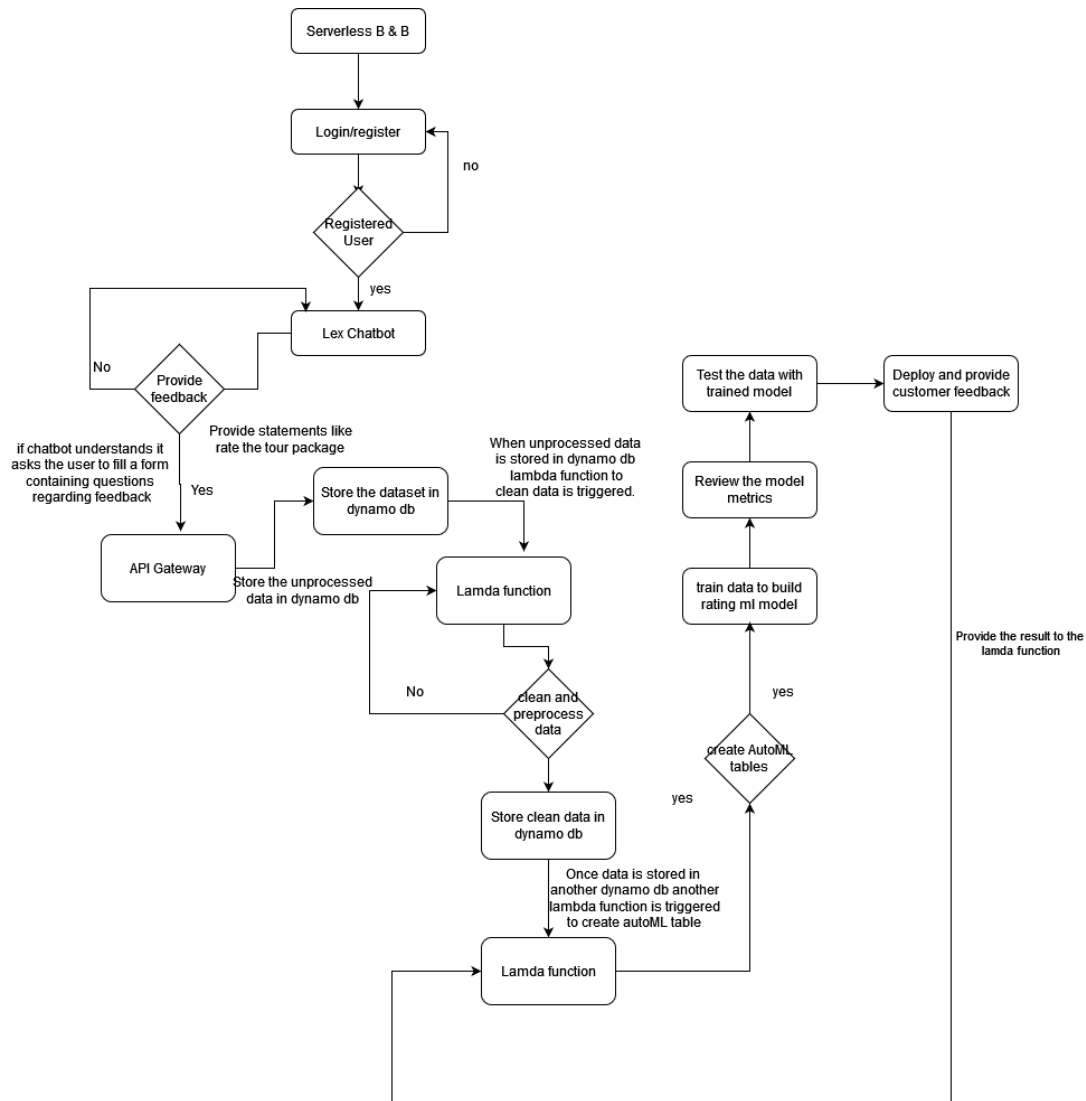 Serverless B & B
Login/register
no
Registered
User
yes
Lex Chatbot
No
Provide
feedback
Provide statements like
rate the tour package
if chatbot understands it
asks the user to fill a form
containing questions
regarding feedback
Yes
API Gateway
Store the unprocessed
data in dynamo db
Store the dataset in
dynamo db
When unprocessed data
is stored in dynamo db
lambda function to
clean data is triggered.
Lamda function
No
clean and
preprocess
data
Store clean data in
dynamo db
Once data is stored in
another dynamo db another
lambda function is triggered
to create autoML table
Lamda function
yes
create AutoML
tables
yes
train data to build
rating ml model
Review the model
metrics
Test the data with
trained model
Deploy and provide
customer feedback
Provide the result to the
lamda function